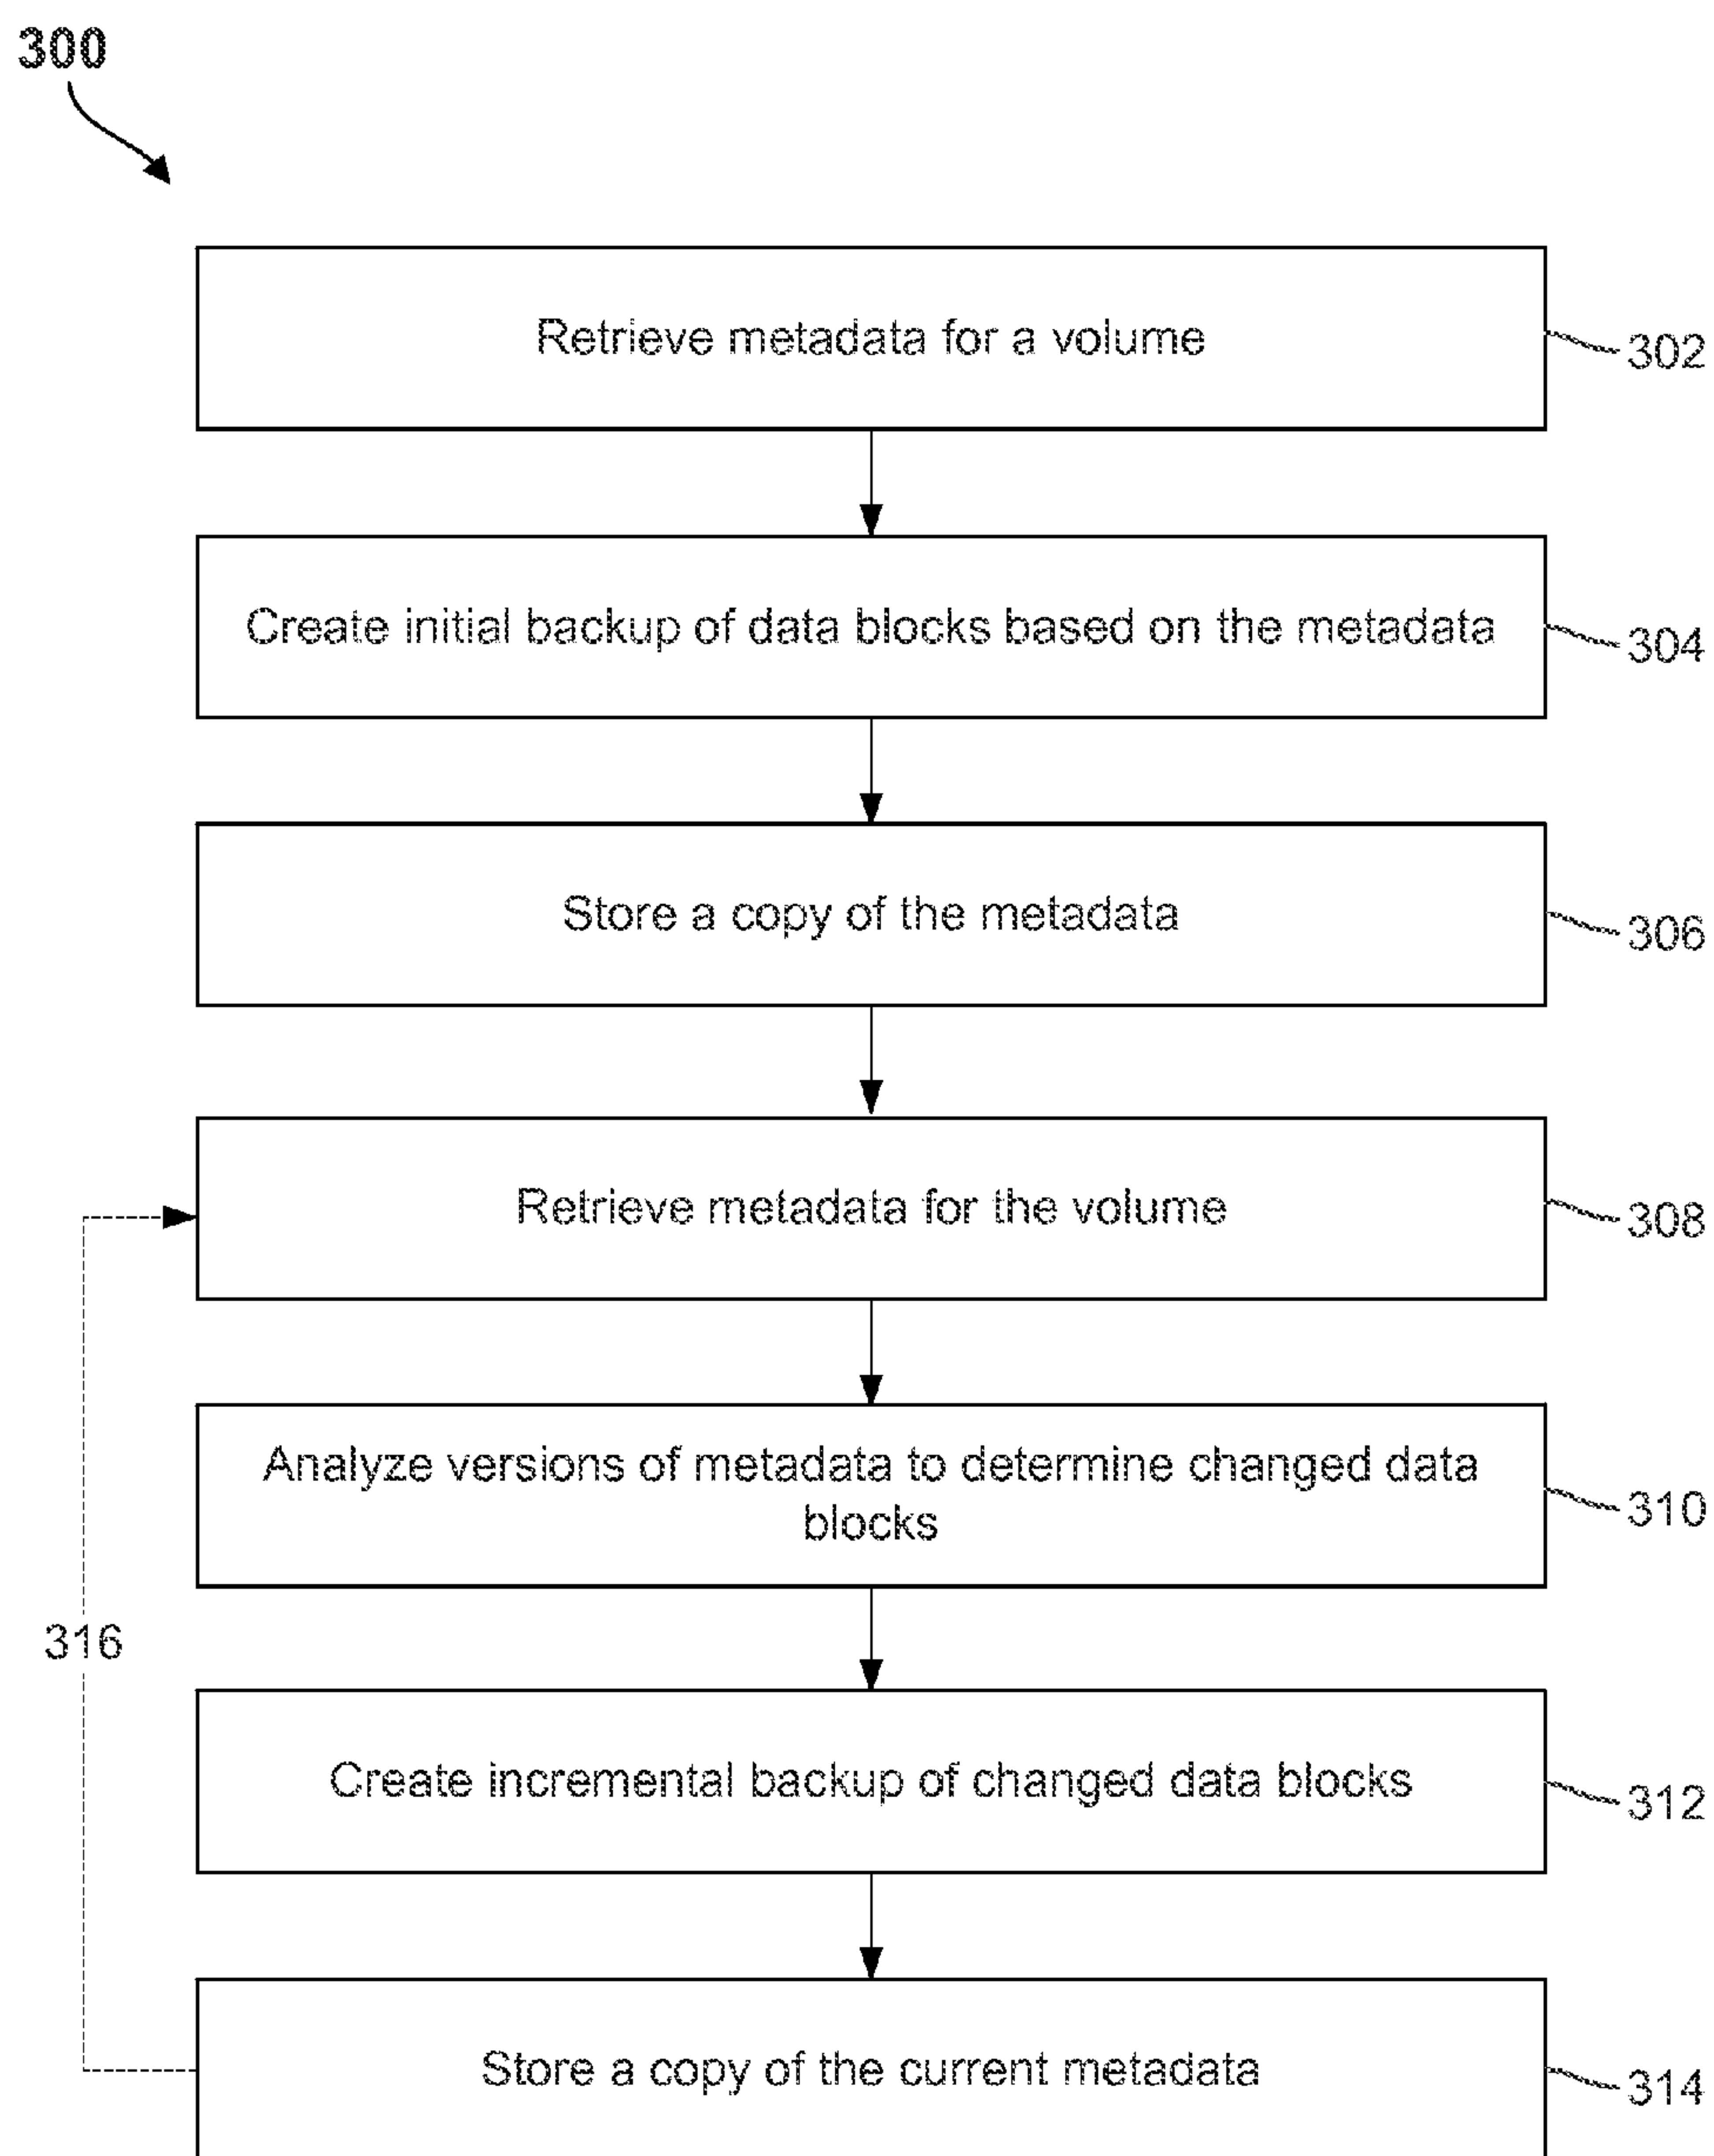 300
Retrieve metadata for a volume
302
Create initial backup of data blocks based on the metadata
304
Store a copy of the metadata
306
Retrieve metadata for the volume
308
Analyze versions of metadata to determine changed data
blocks
310
316
Create incremental backup of changed data blocks
312
Store a copy of the current metadata
314